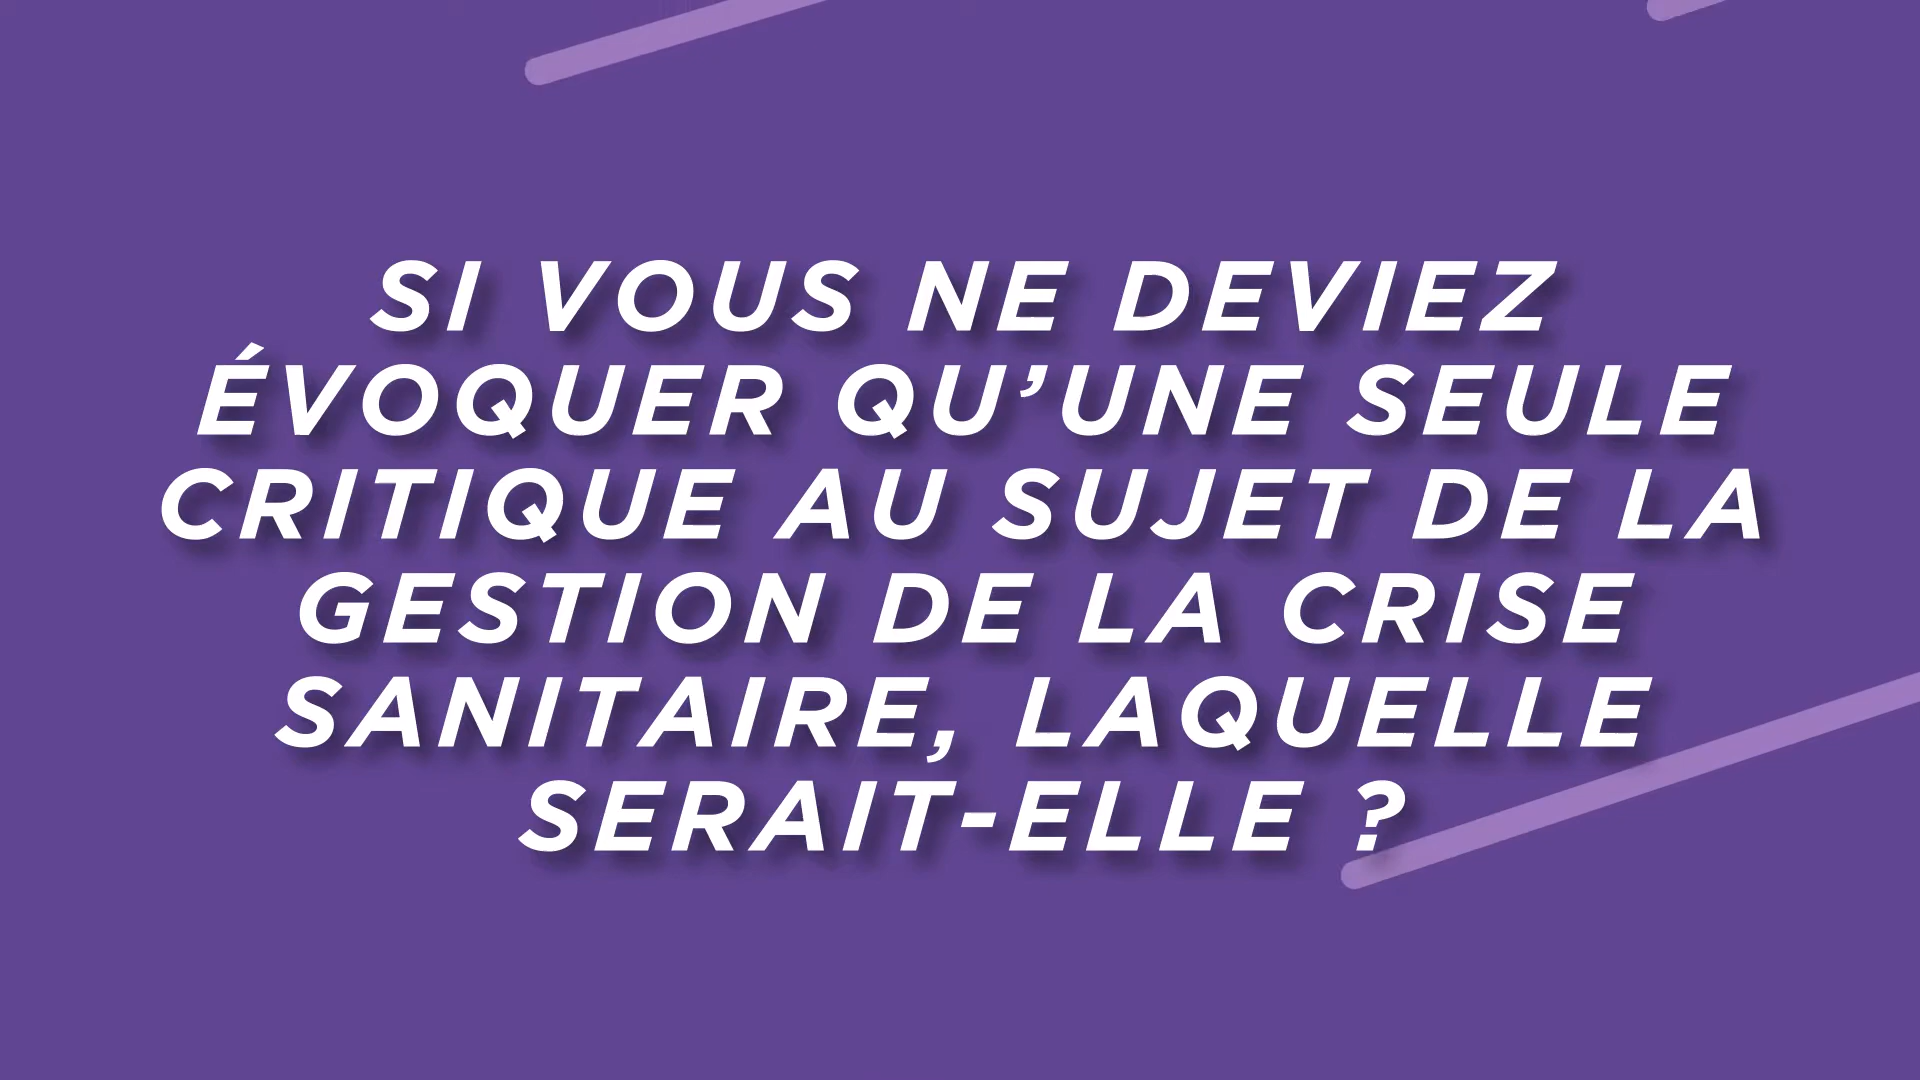 SI VOUS NE DEVIEZ
ÉVOQUER QU’UNE SEULE
CRITIQUE AU SUJET DE LA
GESTION DE LA CRISE
SANITAIRE, LAQUELLE
SERAIT-ELLE ?